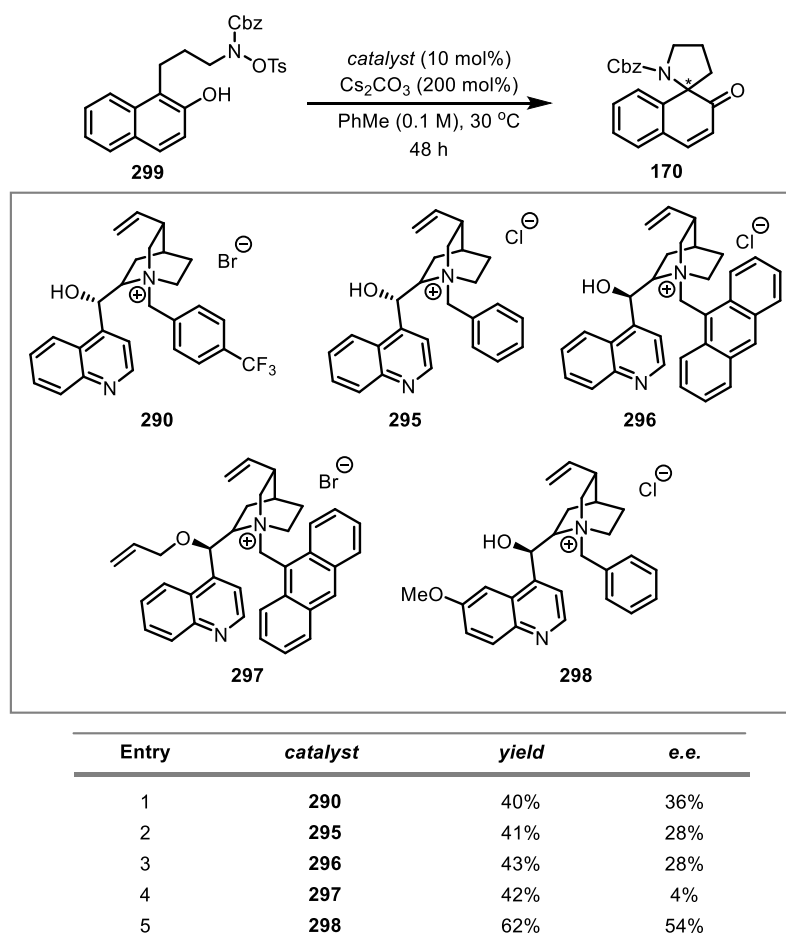 Cbz
N
OTs
OH
299
catalyst (10 mol%)
Cs₂CO₃ (200 mol%)
PhMe (0.1 M), 30 °C
48 h
Cbz
N
*
O
170
Br⊖
HO
N
⊕
CF₃
N
290
Cl⊖
HO
N
⊕
N
295
Cl⊖
HO
N
⊕
N
296
Br⊖
O
N
⊕
N
297
Cl⊖
HO
N
⊕
MeO
N
298
Entry catalyst yield e.e.
1 290 40% 36%
2 295 41% 28%
3 296 43% 28%
4 297 42% 4%
5 298 62% 54%